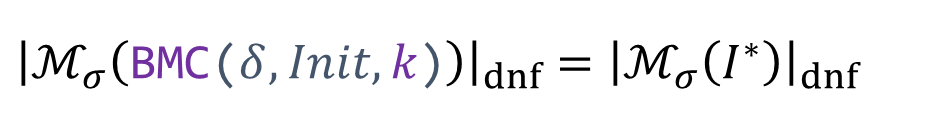 |ℳ_σ(BMC(δ, Init, k))|_dnf = |ℳ_σ(I*)|_dnf